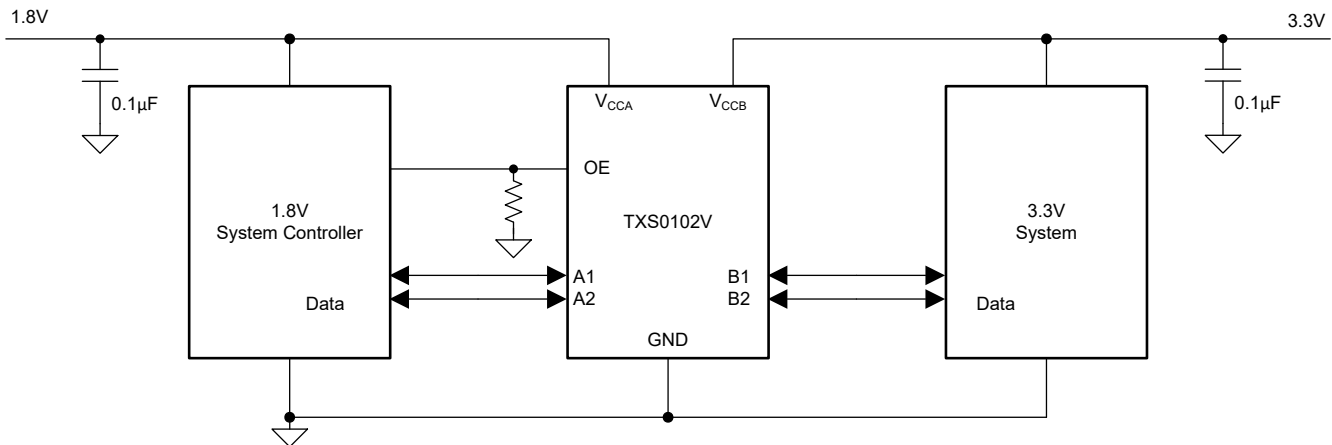 1.8V
3.3V
0.1µF
0.1µF
VCCA
VCCB
OE
1.8V
System Controller
TXS0102V
3.3V
System
A1
B1
A2
B2
Data
Data
GND